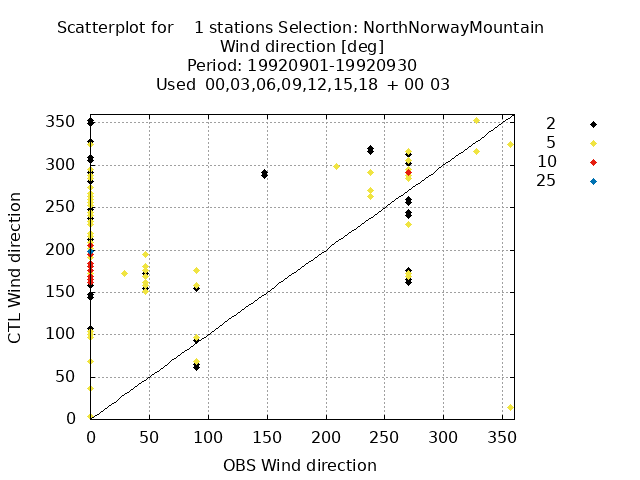 Scatterplot for 1 stations Selection: NorthNorwayMountain
Wind direction [deg]
Period: 19920901-19920930
Used 00,03,06,09,12,15,18 + 00 03
2
5
10
25
350
300
250
200
150
100
50
0
CTL Wind direction
0 50 100 150 200 250 300 350
OBS Wind direction